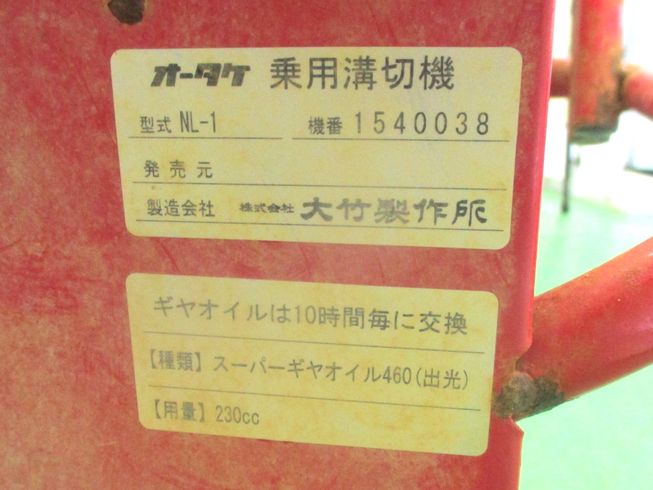 オータケ 乗用溝切機
型式 NL-1 機番 1540038
発売元
製造会社 株式会社 大竹製作所
ギヤオイルは10時間毎に交換
【種類】スーパーギヤオイル460(出光)
【用量】230cc